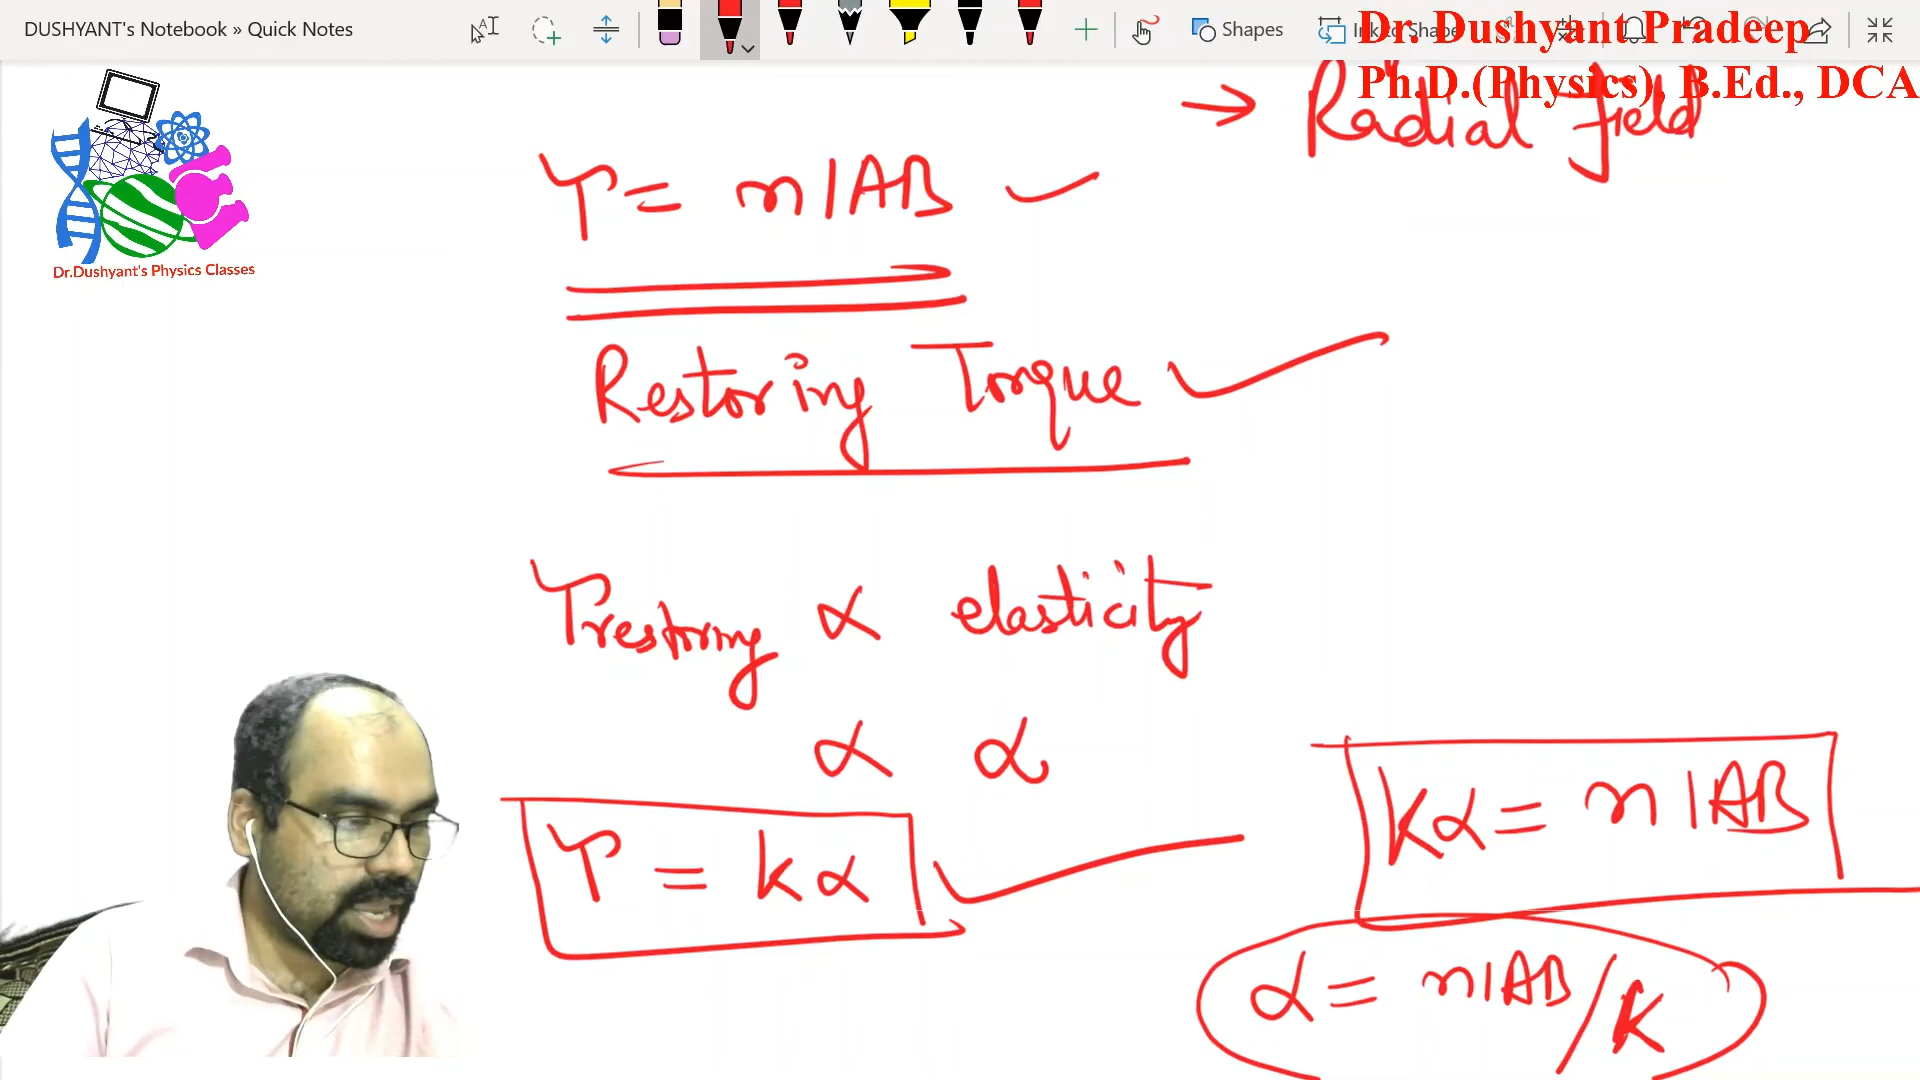 DUSHYANT's Notebook » Quick Notes
Shapes
Dr. Dushyant Pradeep
Ph.D.(Physics), B.Ed., DCA
→ Radial field
τ = nIAB ✓
Dr.Dushyant's Physics Classes
Restoring Torque ✓
τrestoring ∝ elasticity
∝ α
τ = kα ✓
kα = nIAB
α = nIAB/K